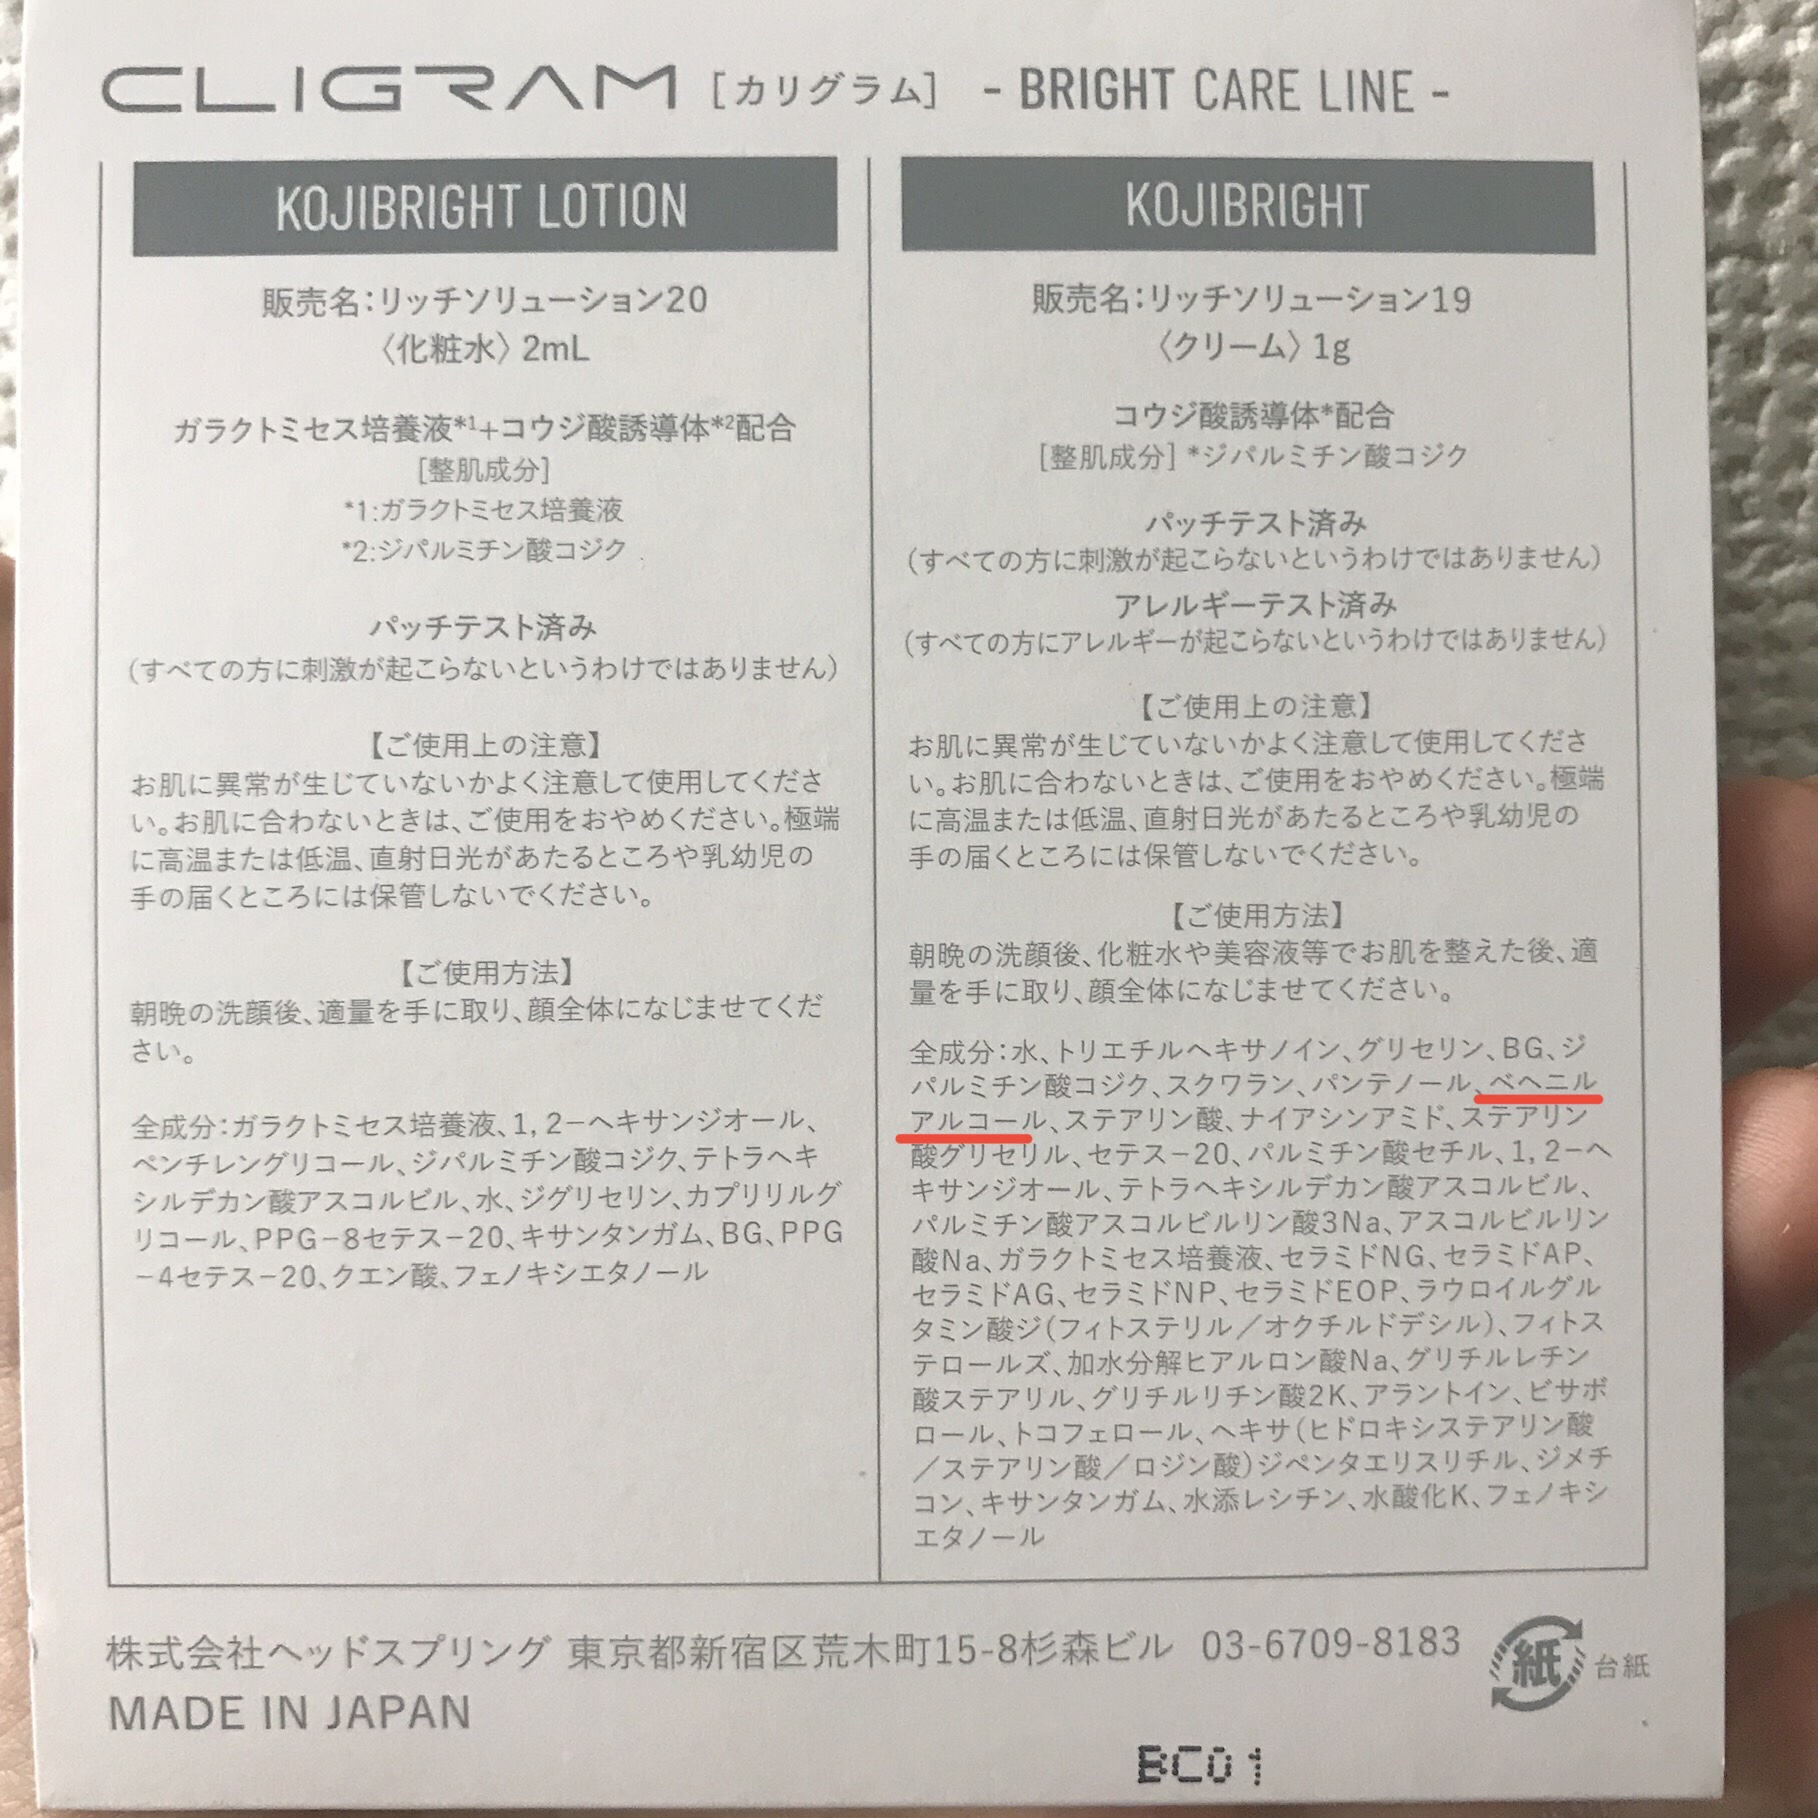 CLIGRAM [カリグラム] - BRIGHT CARE LINE -
KOJIBRIGHT LOTION
販売名:リッチソリューション20
〈化粧水〉2mL
ガラクトミセス培養液*1+コウジ酸誘導体*2配合
[整肌成分]
*1:ガラクトミセス培養液
*2:ジパルミチン酸コジク
パッチテスト済み
(すべての方に刺激が起こらないというわけではありません)
【ご使用上の注意】
お肌に異常が生じていないかよく注意して使用してくださ
い。お肌に合わないときは、ご使用をおやめください。極端
に高温または低温、直射日光があたるところや乳幼児の
手の届くところには保管しないでください。
【ご使用方法】
朝晩の洗顔後、適量を手に取り、顔全体になじませてくだ
さい。
全成分:ガラクトミセス培養液、1,2-ヘキサンジオール、
ペンチレングリコール、ジパルミチン酸コジク、テトラヘキ
シルデカン酸アスコルビル、水、ジグリセリン、カプリリルグ
リコール、PPG-8セテス-20、キサンタンガム、BG、PPG
-4セテス-20、クエン酸、フェノキシエタノール
KOJIBRIGHT
販売名:リッチソリューション19
〈クリーム〉1g
コウジ酸誘導体*配合
[整肌成分] *ジパルミチン酸コジク
パッチテスト済み
(すべての方に刺激が起こらないというわけではありません)
アレルギーテスト済み
(すべての方にアレルギーが起こらないというわけではありません)
【ご使用上の注意】
お肌に異常が生じていないかよく注意して使用してくださ
い。お肌に合わないときは、ご使用をおやめください。極端
に高温または低温、直射日光があたるところや乳幼児の
手の届くところには保管しないでください。
【ご使用方法】
朝晩の洗顔後、化粧水や美容液等でお肌を整えた後、適
量を手に取り、顔全体になじませてください。
全成分:水、トリエチルヘキサノイン、グリセリン、BG、ジ
パルミチン酸コジク、スクワラン、パンテノール、ベヘニル
アルコール、ステアリン酸、ナイアシンアミド、ステアリン
酸グリセリル、セテス-20、パルミチン酸セチル、1,2-ヘ
キサンジオール、テトラヘキシルデカン酸アスコルビル、
パルミチン酸アスコルビルリン酸3Na、アスコルビルリン
酸Na、ガラクトミセス培養液、セラミドNG、セラミドAP、
セラミドAG、セラミドNP、セラミドEOP、ラウロイルグル
タミン酸ジ(フィトステリル/オクチルドデシル)、フィトス
テロールズ、加水分解ヒアルロン酸Na、グリチルレチン
酸ステアリル、グリチルリチン酸2K、アラントイン、ビサボ
ロール、トコフェロール、ヘキサ(ヒドロキシステアリン酸
/ステアリン酸/ロジン酸)ジペンタエリスリチル、ジメチ
コン、キサンタンガム、水添レシチン、水酸化K、フェノキシ
エタノール
株式会社ヘッドスプリング 東京都新宿区荒木町15-8杉森ビル 03-6709-8183
紙 台紙
MADE IN JAPAN
BC01